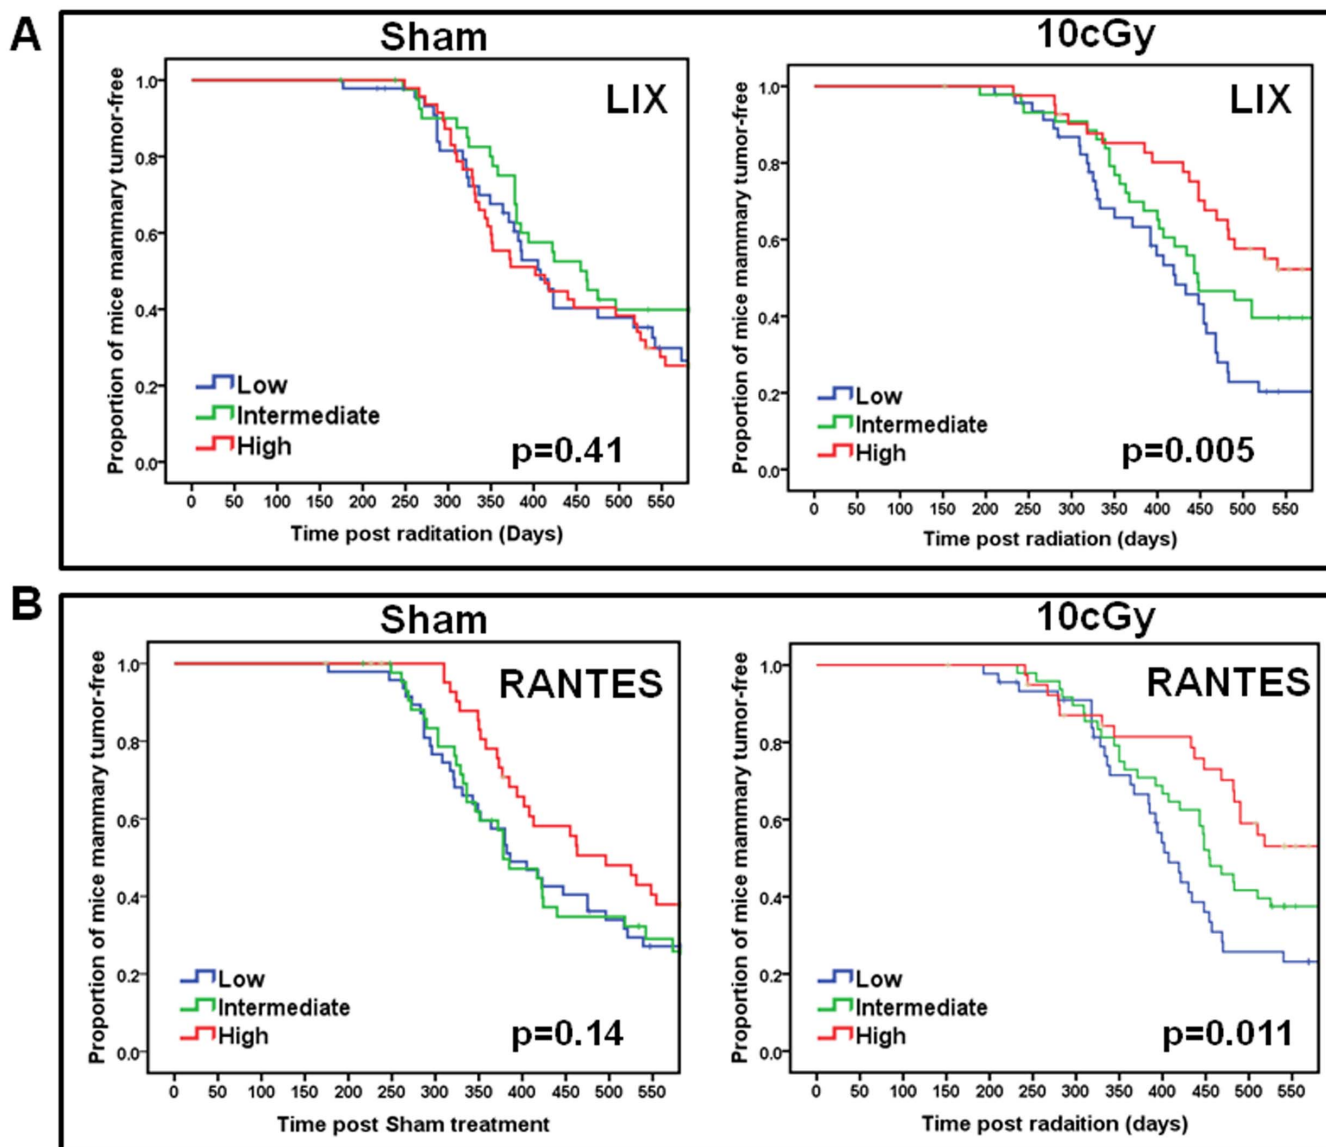 A
Sham
Proportion of mice mammary tumor-free
1.0
0.8
0.6
0.4
0.2
0.0
LIX
Low
Intermediate
High
p=0.41
0 50 100 150 200 250 300 350 400 450 500 550
Time post raditation (Days)
10cGy
Proportion of mice mammary tumor-free
1.0
0.8
0.6
0.4
0.2
0.0
LIX
Low
Intermediate
High
p=0.005
0 50 100 150 200 250 300 350 400 450 500 550
Time post radiation (days)
B
Sham
Proportion of mice mammary tumor-free
1.0
0.8
0.6
0.4
0.2
0.0
RANTES
Low
Intermediate
High
p=0.14
0 50 100 150 200 250 300 350 400 450 500 550
Time post Sham treatment
10cGy
Proportion of mice mammary tumor-free
1.0
0.8
0.6
0.4
0.2
0.0
RANTES
Low
Intermediate
High
p=0.011
0 50 100 150 200 250 300 350 400 450 500 550
Time post radaition (days)